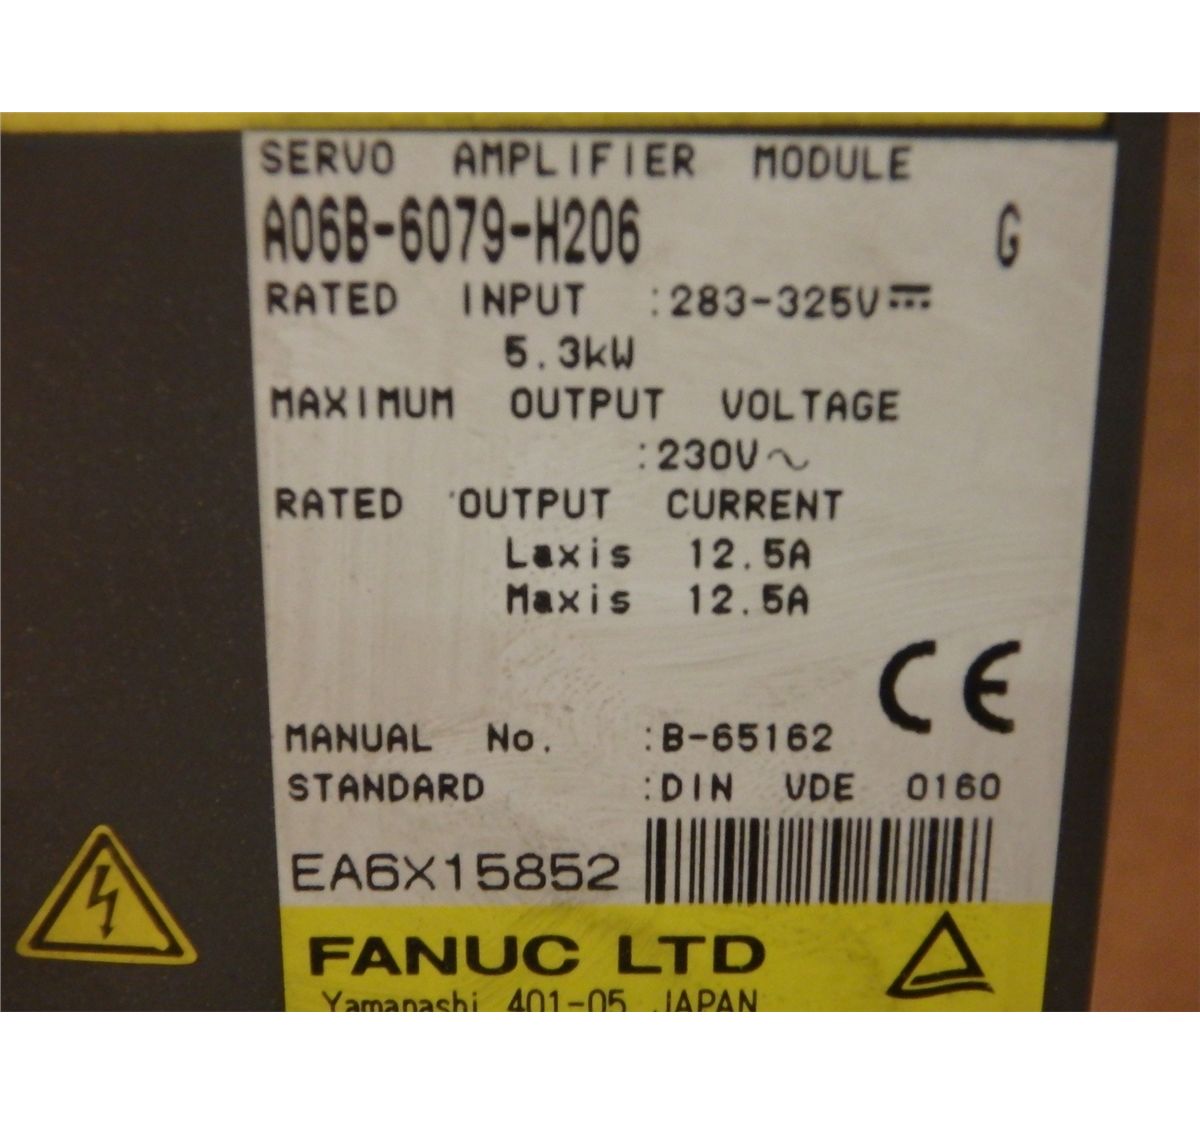 SERVO AMPLIFIER MODULE
A06B-6079-H206 G
RATED INPUT :283-325V⎓
5.3kW
MAXIMUM OUTPUT VOLTAGE
:230V~
RATED OUTPUT CURRENT
Laxis 12.5A
Maxis 12.5A
CE
MANUAL No. :B-65162
STANDARD :DIN VDE 0160
EA6X15852
FANUC LTD
Yamanashi 401-05 JAPAN